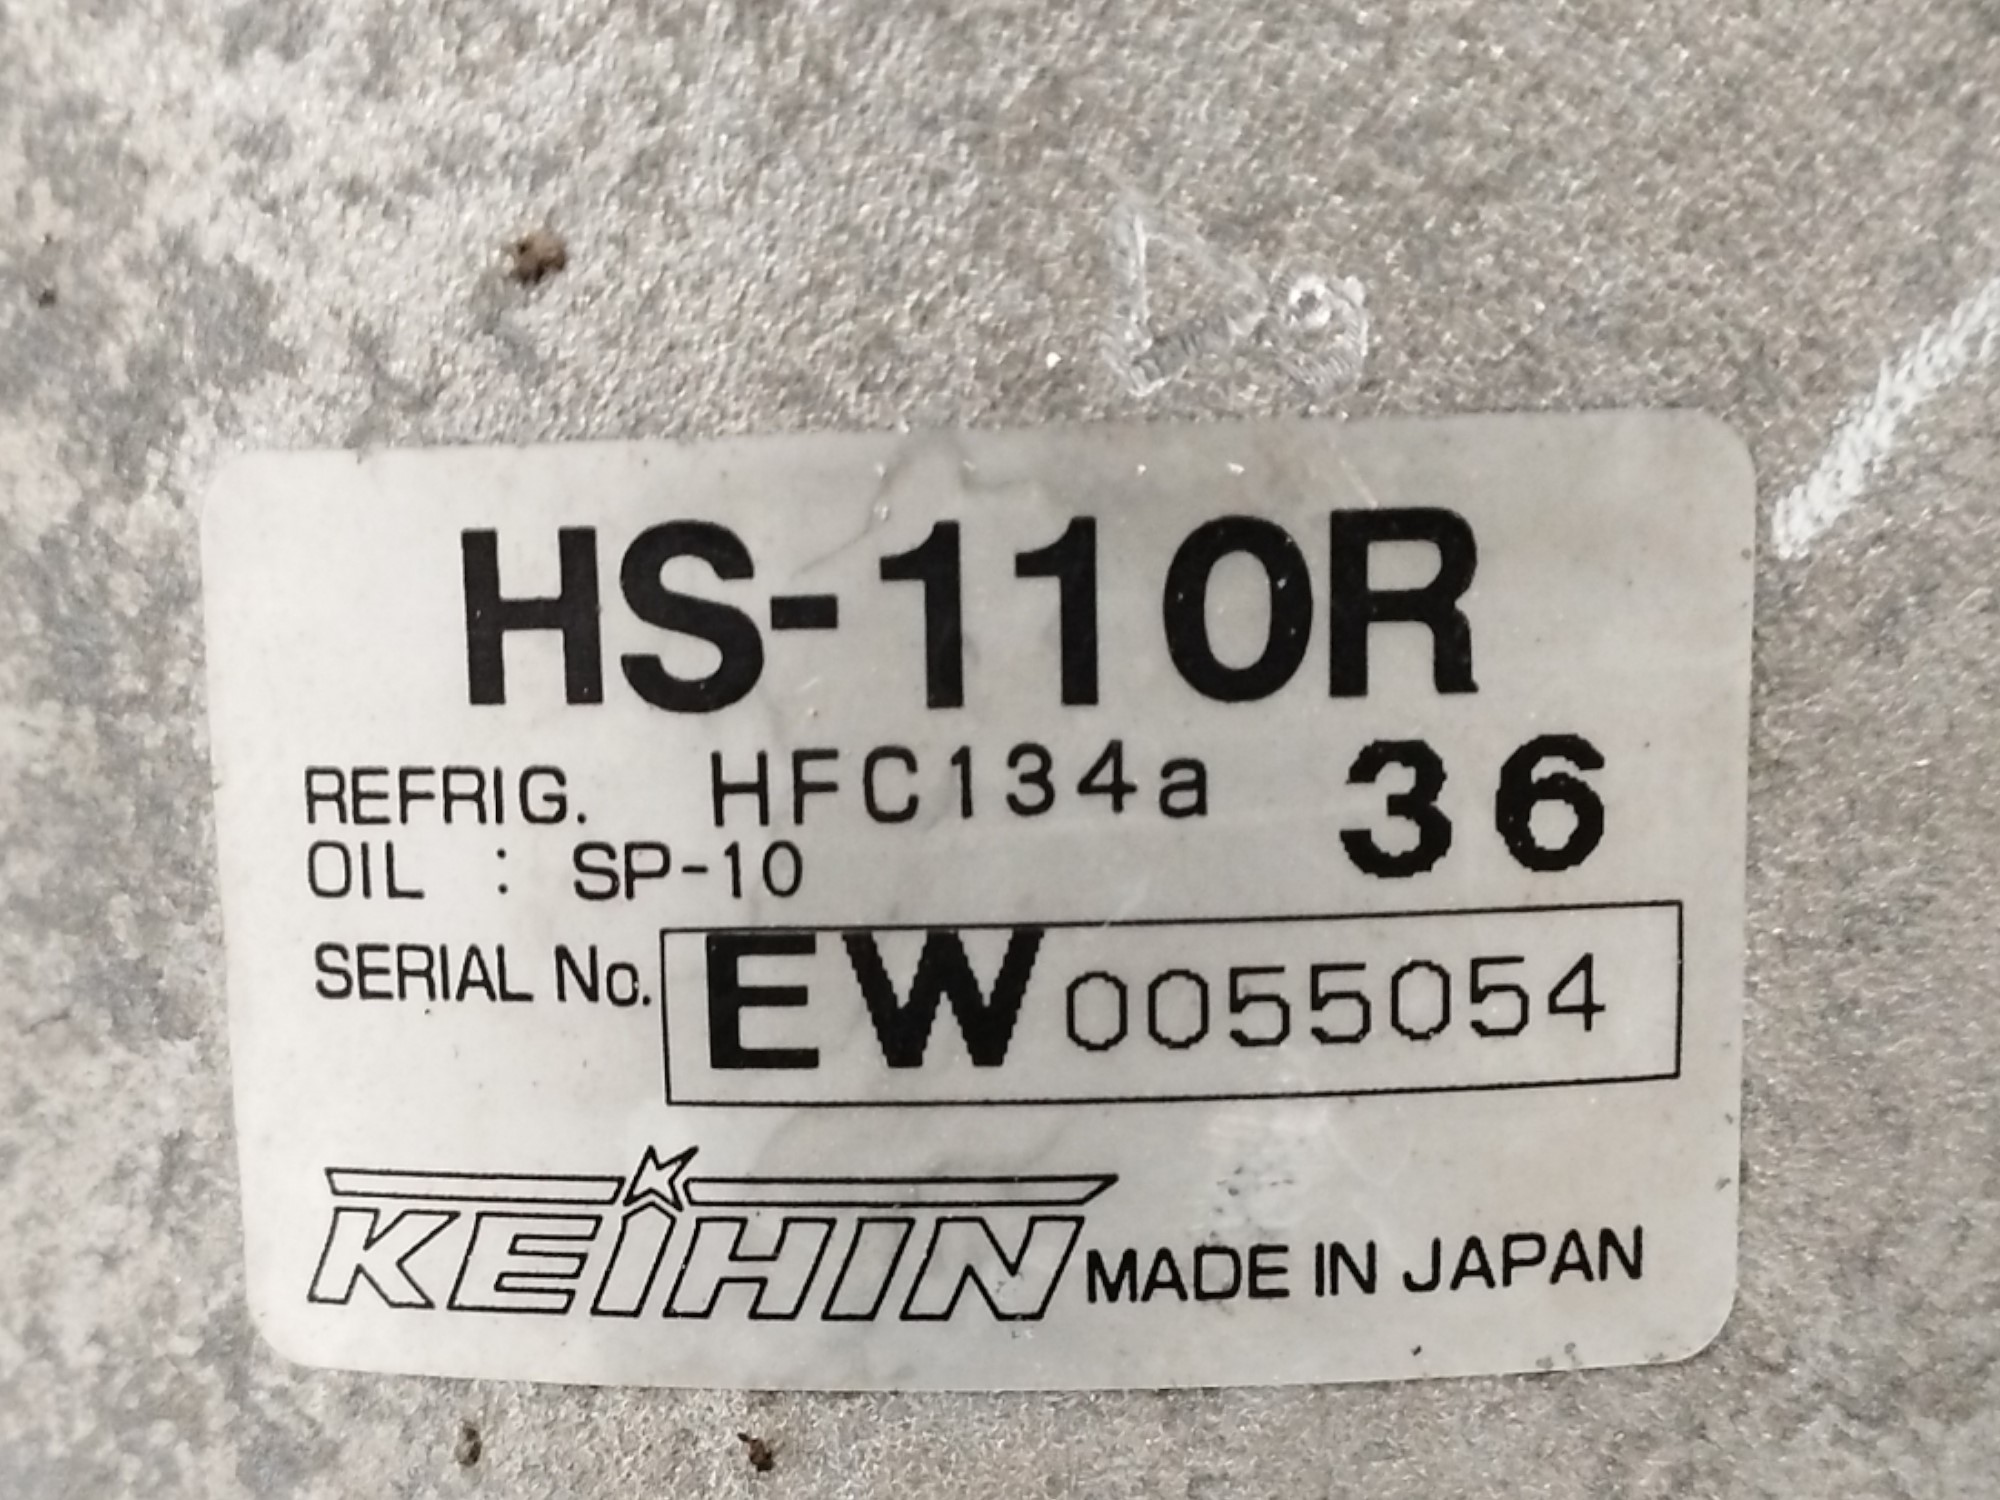 HS-110R
REFRIG. HFC134a 36
OIL : SP-10
SERIAL No. EW0055054
KEIHIN MADE IN JAPAN